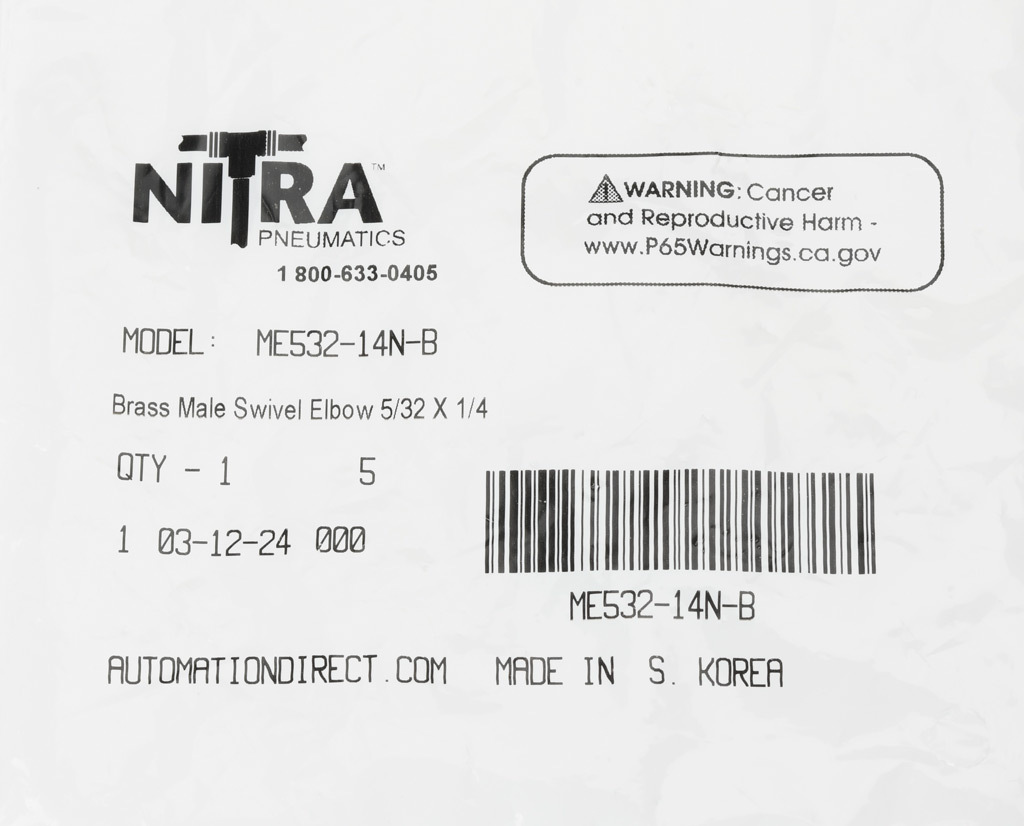 NITRA™
PNEUMATICS
1 800-633-0405
⚠WARNING: Cancer
and Reproductive Harm -
www.P65Warnings.ca.gov
MODEL: ME532-14N-B
Brass Male Swivel Elbow 5/32 X 1/4
QTY - 1 5
1 03-12-24 000
ME532-14N-B
AUTOMATIONDIRECT.COM MADE IN S. KOREA